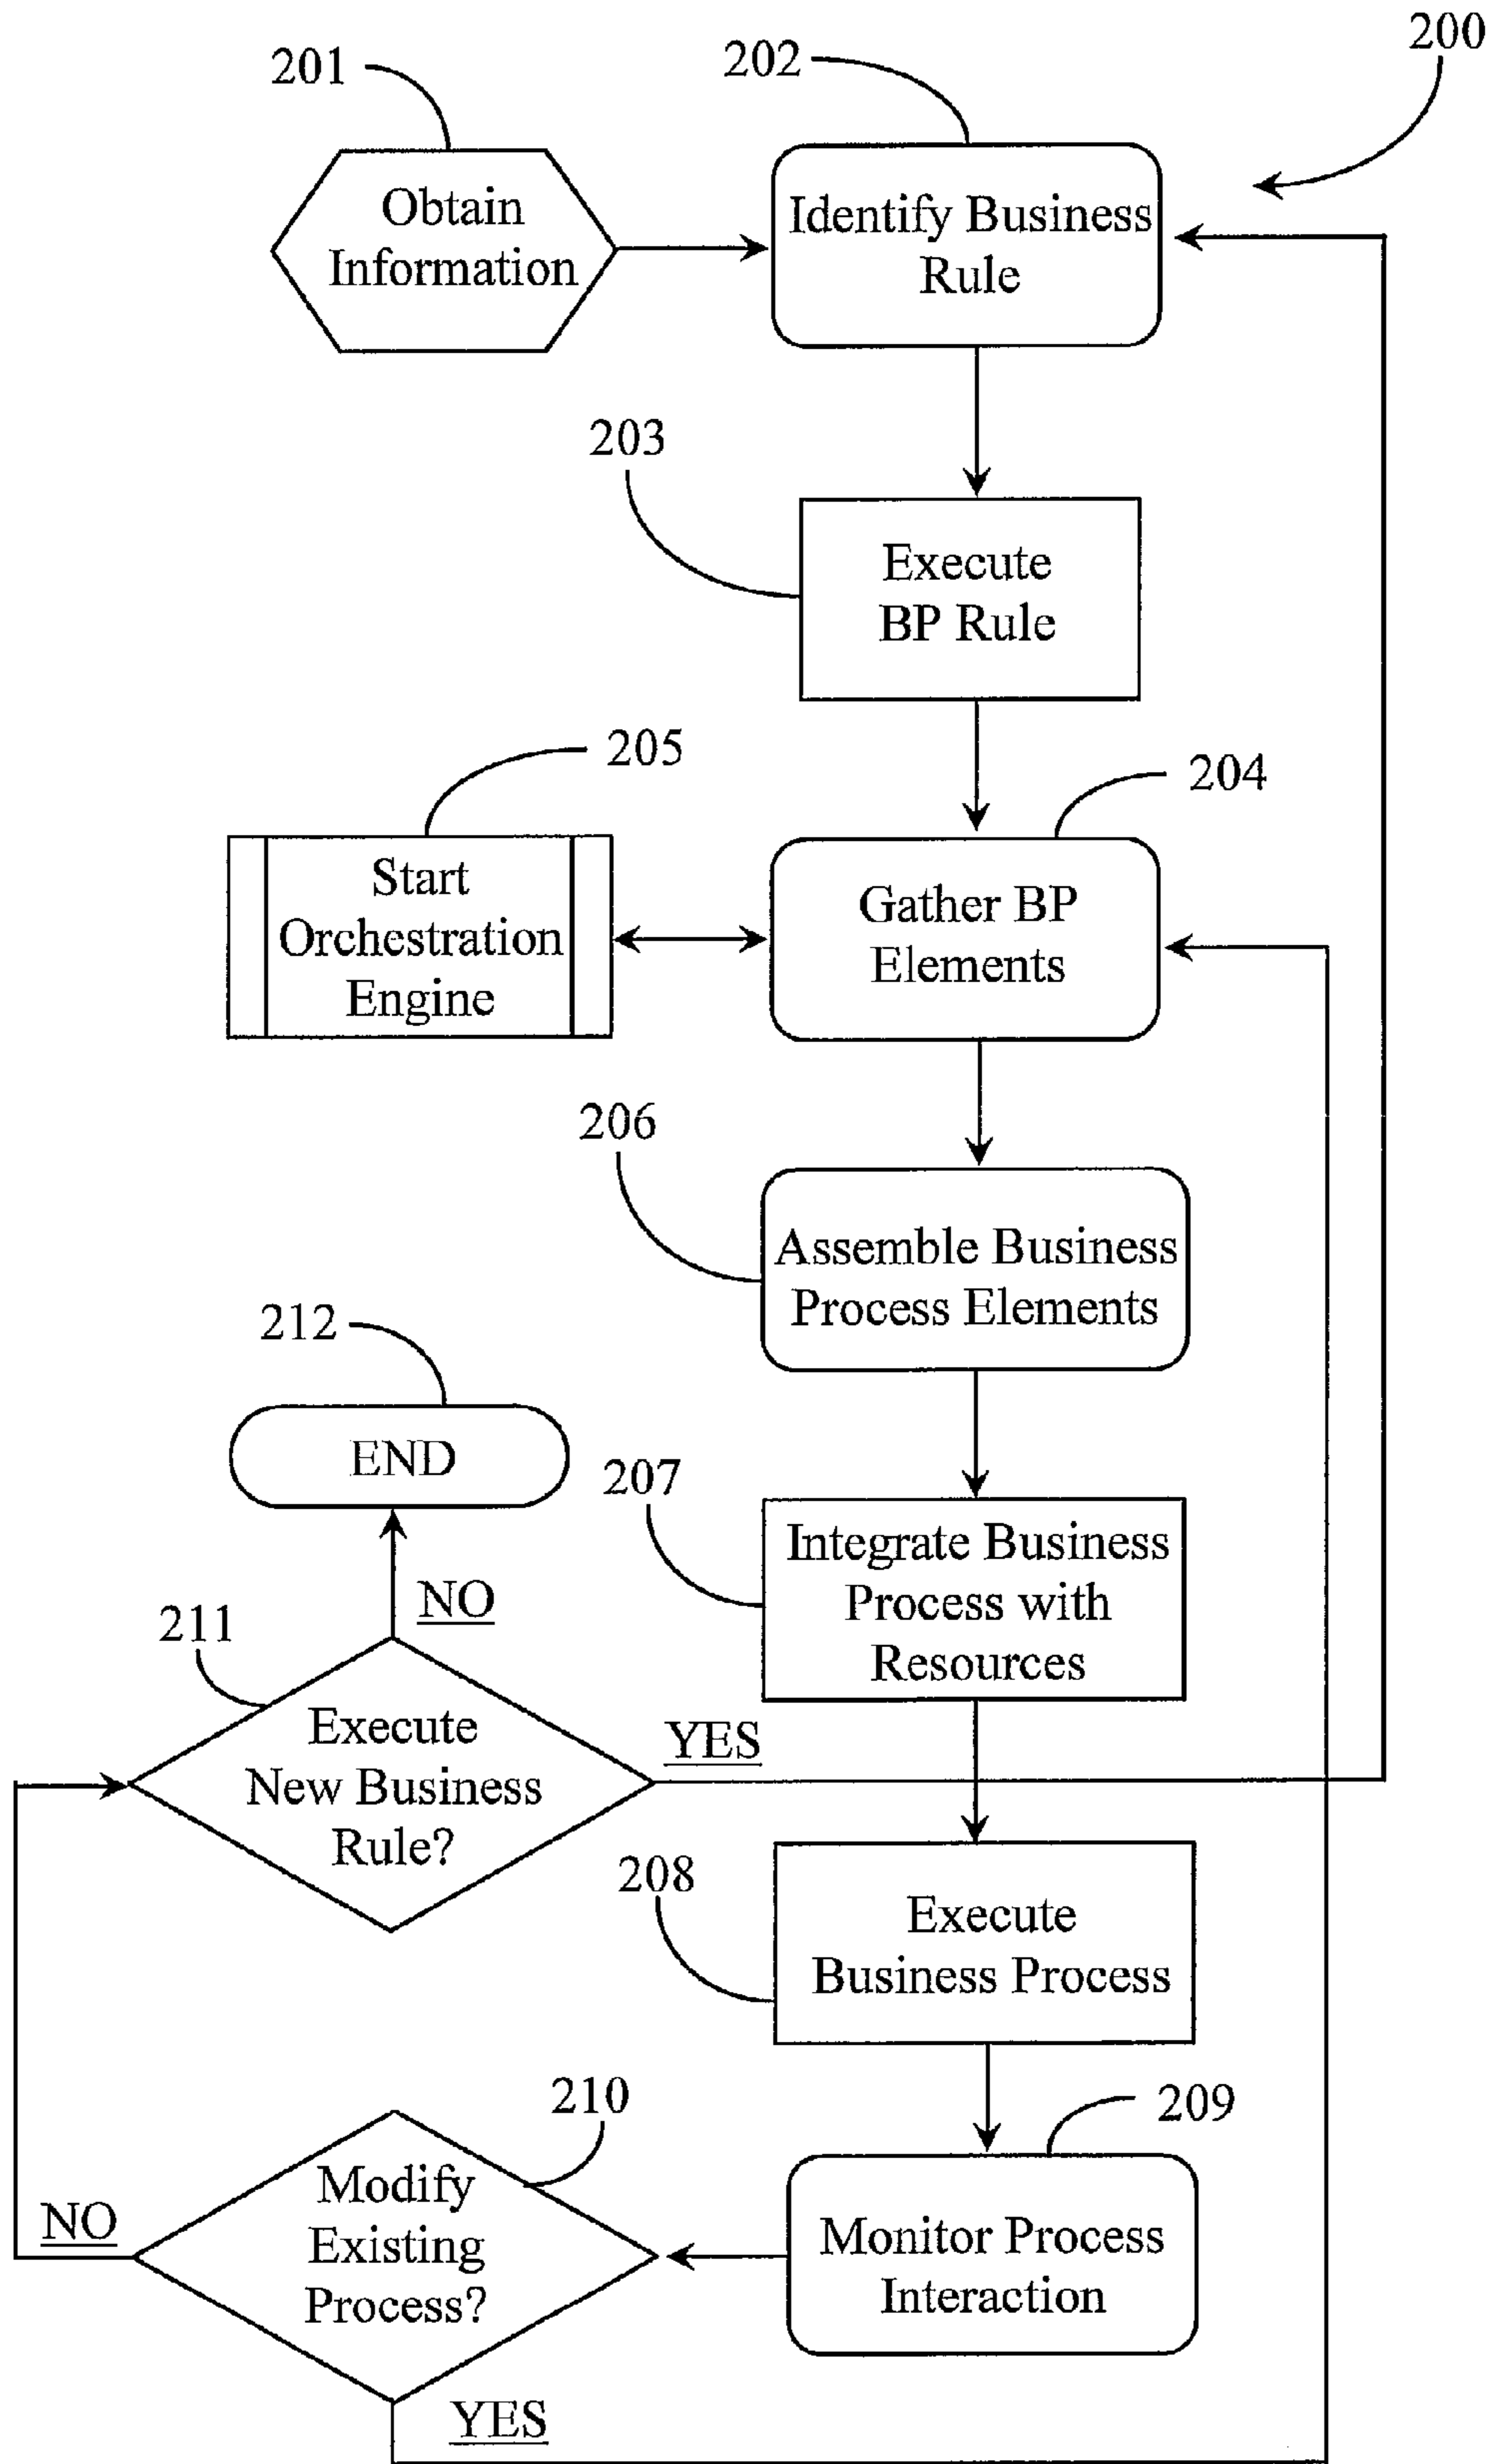 200
201
202
Obtain
Information
Identify Business
Rule
203
Execute
BP Rule
205
204
Start
Orchestration
Engine
Gather BP
Elements
206
Assemble Business
Process Elements
212
END
207
Integrate Business
Process with
Resources
NO
211
Execute
New Business
Rule?
YES
208
Execute
Business Process
210
209
Modify
Existing
Process?
NO
Monitor Process
Interaction
YES